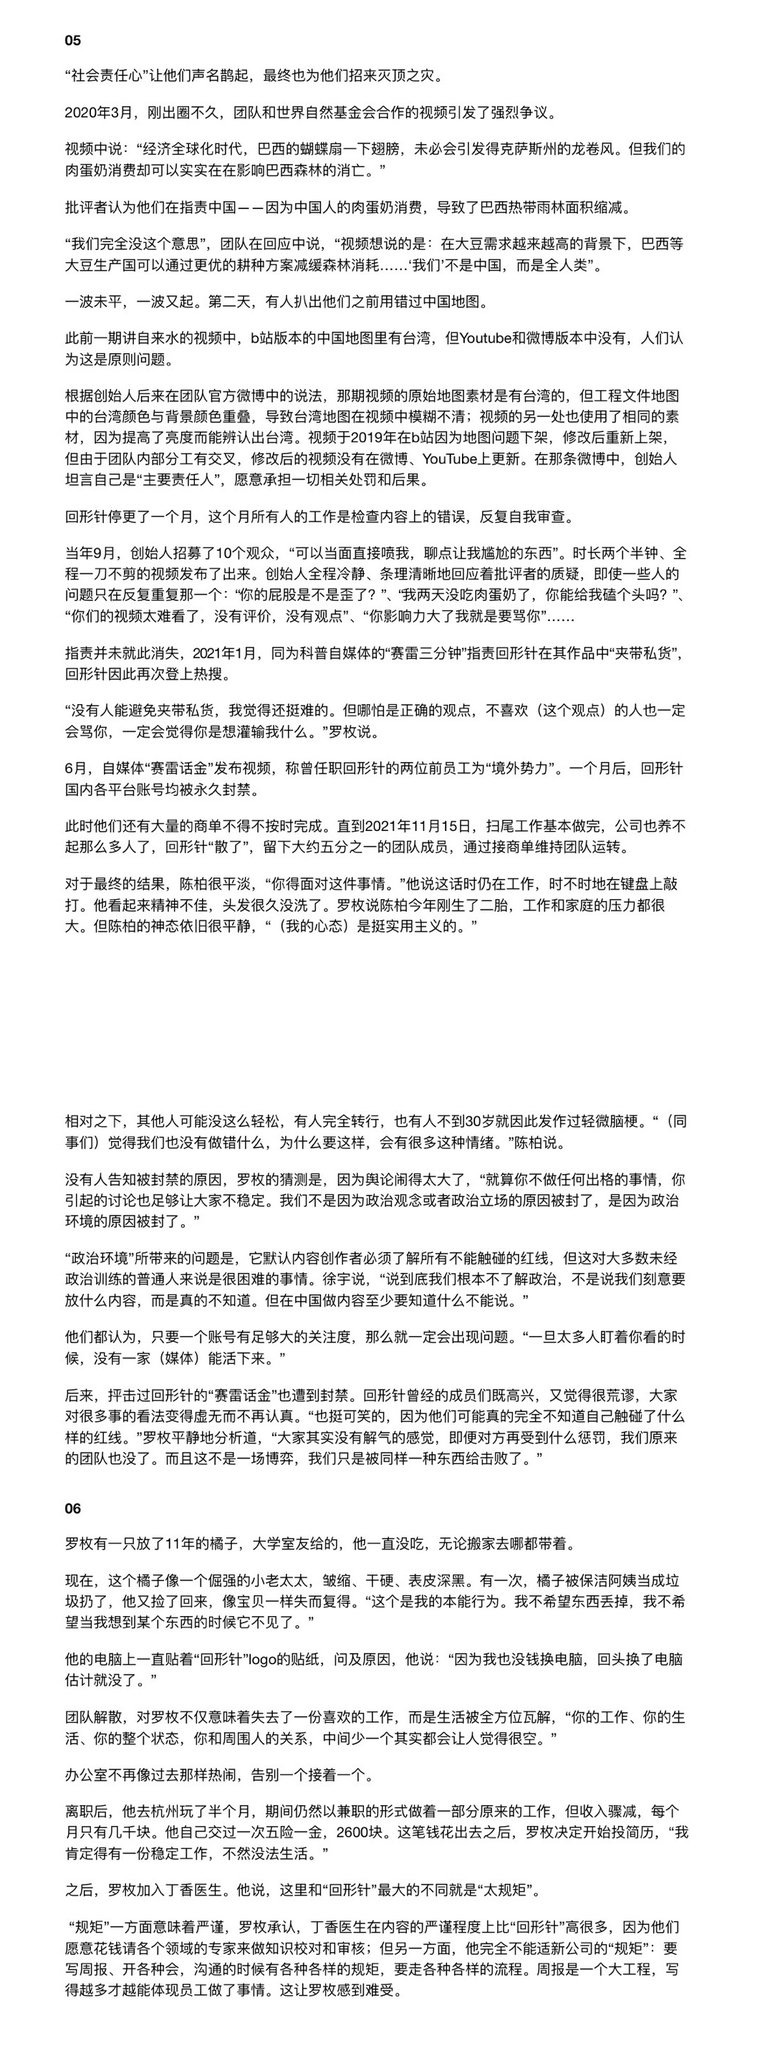 05
“社会责任心”让他们声名鹊起，最终也为他们招来灭顶之灾。
2020年3月，刚出圈不久，团队和世界自然基金会合作的视频引发了强烈争议。
视频中说：“经济全球化时代，巴西的蝴蝶扇一下翅膀，未必会引发得克萨斯州的龙卷风。但我们的
肉蛋奶消费却可以实实在在影响巴西森林的消亡。”
批评者认为他们在指责中国——因为中国人的肉蛋奶消费，导致了巴西热带雨林面积缩减。
“我们完全没这个意思”，团队在回应中说，“视频想说的是：在大豆需求越来越高的背景下，巴西等
大豆生产国可以通过更优的耕种方案减缓森林消耗……‘我们’不是中国，而是全人类”。
一波未平，一波又起。第二天，有人扒出他们之前用错过中国地图。
此前一期讲自来水的视频中，b站版本的中国地图里有台湾，但Youtube和微博版本中没有，人们认
为这是原则问题。
根据创始人后来在团队官方微博中的说法，那期视频的原始地图素材是有台湾的，但工程文件地图
中的台湾颜色与背景颜色重叠，导致台湾地图在视频中模糊不清；视频的另一处也使用了相同的素
材，因为提高了亮度而能辨认出台湾。视频于2019年在b站因为地图问题下架，修改后重新上架，
但由于团队内部分工有交叉，修改后的视频没有在微博、YouTube上更新。在那条微博中，创始人
坦言自己是“主要责任人”，愿意承担一切相关处罚和后果。
回形针停更了一个月，这个月所有人的工作是检查内容上的错误，反复自我审查。
当年9月，创始人招募了10个观众，“可以当面直接喷我，聊点让我尴尬的东西”。时长两个半钟、全
程一刀不剪的视频发布了出来。创始人全程冷静、条理清晰地回应着批评者的质疑，即使一些人的
问题只在反复重复那一个：“你的屁股是不是歪了？”、“我两天没吃肉蛋奶了，你能给我磕个头吗？”、
“你们的视频太难看了，没有评价，没有观点”、“你影响力大了我就是要骂你”……
指责并未就此消失，2021年1月，同为科普自媒体的“赛雷三分钟”指责回形针在其作品中“夹带私货”，
回形针因此再次登上热搜。
“没有人能避免夹带私货，我觉得还挺难的。但哪怕是正确的观点，不喜欢（这个观点）的人也一定
会骂你，一定会觉得你是想灌输我什么。”罗枚说。
6月，自媒体“赛雷话金”发布视频，称曾任职回形针的两位前员工为“境外势力”。一个月后，回形针
国内各平台账号均被永久封禁。
此时他们还有大量的商单不得不按时完成。直到2021年11月15日，扫尾工作基本做完，公司也养不
起那么多人了，回形针“散了”，留下大约五分之一的团队成员，通过接商单维持团队运转。
对于最终的结果，陈柏很平淡，“你得面对这件事情。”他说这话时仍在工作，时不时地在键盘上敲
打。他看起来精神不佳，头发很久没洗了。罗枚说陈柏今年刚生了二胎，工作和家庭的压力都很
大。但陈柏的神态依旧很平静，“（我的心态）是挺实用主义的。”
相对之下，其他人可能没这么轻松，有人完全转行，也有人不到30岁就因此发作过轻微脑梗。“（同
事们）觉得我们也没有做错什么，为什么要这样，会有很多这种情绪。”陈柏说。
没有人告知被封禁的原因，罗枚的猜测是，因为舆论闹得太大了，“就算你不做任何出格的事情，你
引起的讨论也足够让大家不稳定。我们不是因为政治观念或者政治立场的原因被封了，是因为政治
环境的原因被封了。”
“政治环境”所带来的问题是，它默认内容创作者必须了解所有不能触碰的红线，但这对大多数未经
政治训练的普通人来说是很困难的事情。徐宇说，“说到底我们根本不了解政治，不是说我们刻意要
放什么内容，而是真的不知道。但在中国做内容至少要知道什么不能说。”
他们都认为，只要一个账号有足够大的关注度，那么就一定会出现问题。“一旦太多人盯着你看的时
候，没有一家（媒体）能活下来。”
后来，抨击过回形针的“赛雷话金”也遭到封禁。回形针曾经的成员们既高兴，又觉得很荒谬，大家
对很多事的看法变得虚无而不再认真。“也挺可笑的，因为他们可能真的完全不知道自己触碰了什么
样的红线。”罗枚平静地分析道，“大家其实没有解气的感觉，即便对方再受到什么惩罚，我们原来
的团队也没了。而且这不是一场博弈，我们只是被同样一种东西给击败了。”
06
罗枚有一只放了11年的橘子，大学室友给的，他一直没吃，无论搬家去哪都带着。
现在，这个橘子像一个倔强的小老太太，皱缩、干硬、表皮深黑。有一次，橘子被保洁阿姨当成垃
圾扔了，他又捡了回来，像宝贝一样失而复得。“这个是我的本能行为。我不希望东西丢掉，我不希
望当我想到某个东西的时候它不见了。”
他的电脑上一直贴着“回形针”logo的贴纸，问及原因，他说：“因为我也没钱换电脑，回头换了电脑
估计就没了。”
团队解散，对罗枚不仅意味着失去了一份喜欢的工作，而是生活被全方位瓦解，“你的工作、你的生
活、你的整个状态，你和周围人的关系，中间少一个其实都会让人觉得很空。”
办公室不再像过去那样热闹，告别一个接着一个。
离职后，他去杭州玩了半个月，期间仍然以兼职的形式做着一部分原来的工作，但收入骤减，每个
月只有几千块。他自己交过一次五险一金，2600块。这笔钱花出去之后，罗枚决定开始投简历，“我
肯定得有一份稳定工作，不然没法生活。”
之后，罗枚加入丁香医生。他说，这里和“回形针”最大的不同就是“太规矩”。
“规矩”一方面意味着严谨，罗枚承认，丁香医生在内容的严谨程度上比“回形针”高很多，因为他们
愿意花钱请各个领域的专家来做知识校对和审核；但另一方面，他完全不能适新公司的“规矩”：要
写周报、开各种会，沟通的时候有各种各样的规矩，要走各种各样的流程。周报是一个大工程，写
得越多才越能体现员工做了事情。这让罗枚感到难受。